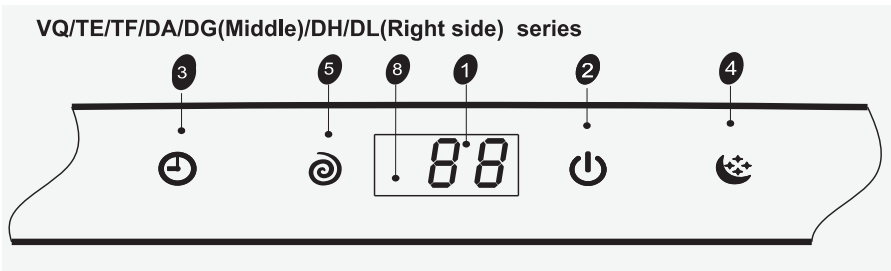 VQ/TE/TF/DA/DG(Middle)/DH/DL(Right side) series
3 5 8 1 2 4
88